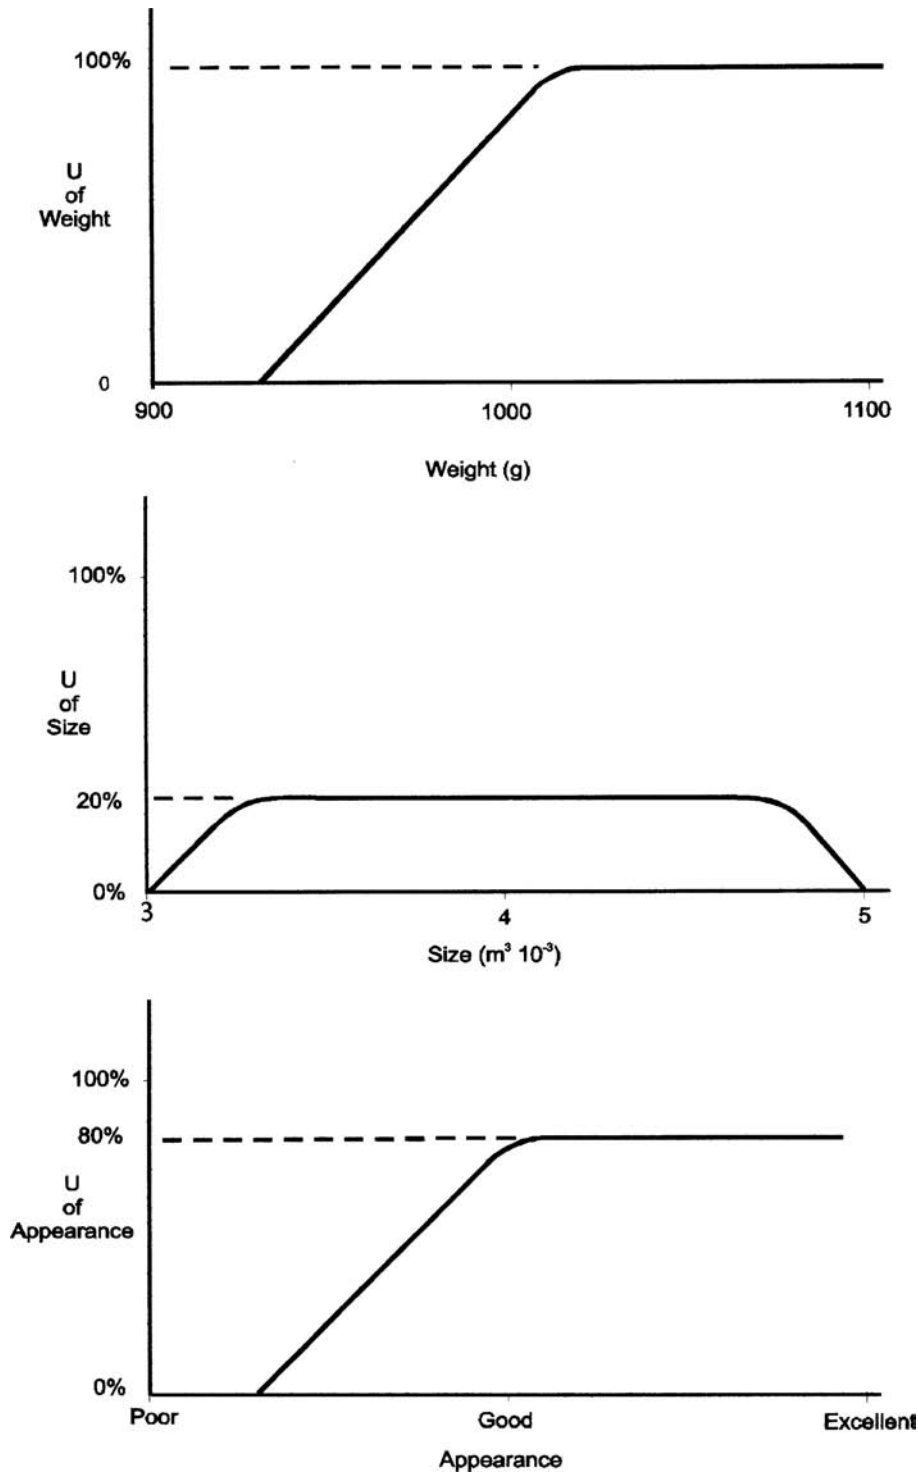 100%
U
of
Weight
0
900 1000 1100
Weight (g)
100%
U
of
Size
20%
0%
3 4 5
Size (m³ 10⁻³)
100%
80%
U
of
Appearance
0%
Poor Good Excellent
Appearance